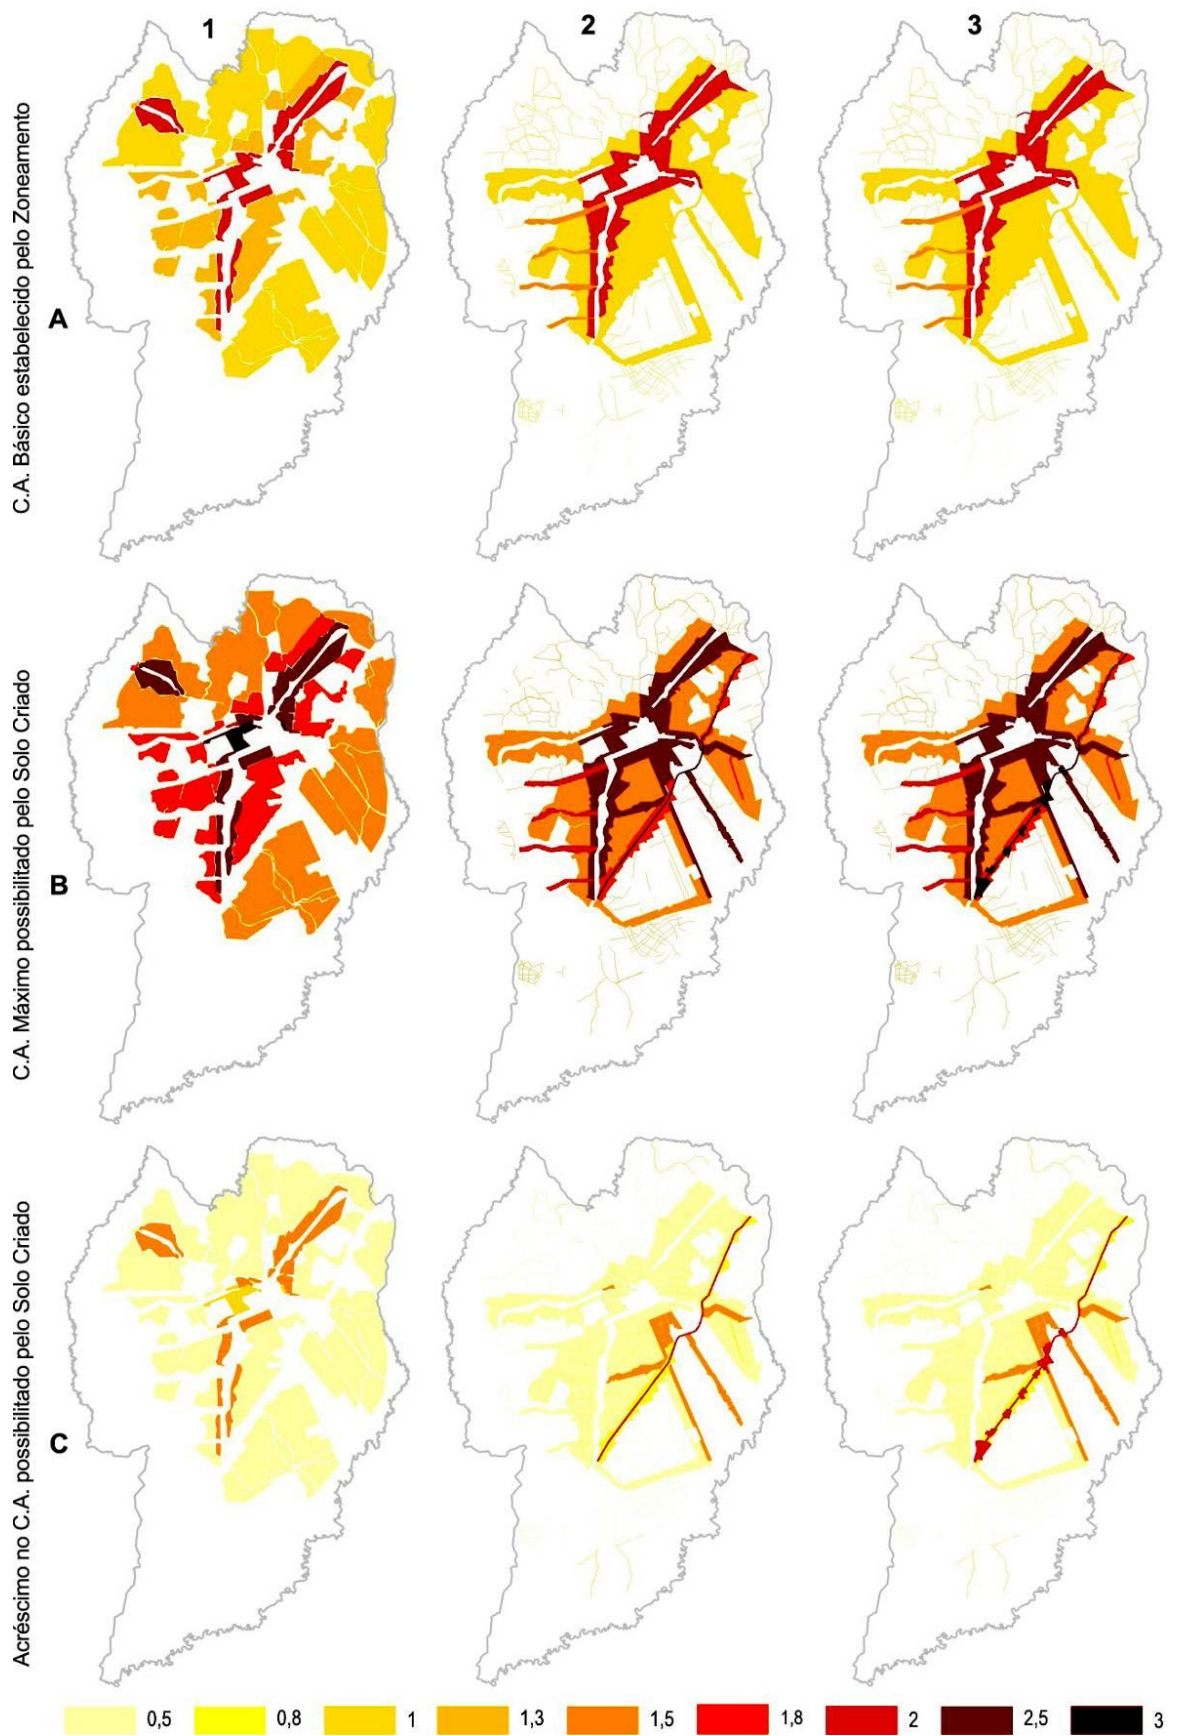 1 2 3
C.A. Básico estabelecido pelo Zoneamento
A
C.A. Máximo possibilitado pelo Solo Criado
B
Acréscimo no C.A. possibilitado pelo Solo Criado
C
0,5 0,8 1 1,3 1,5 1,8 2 2,5 3